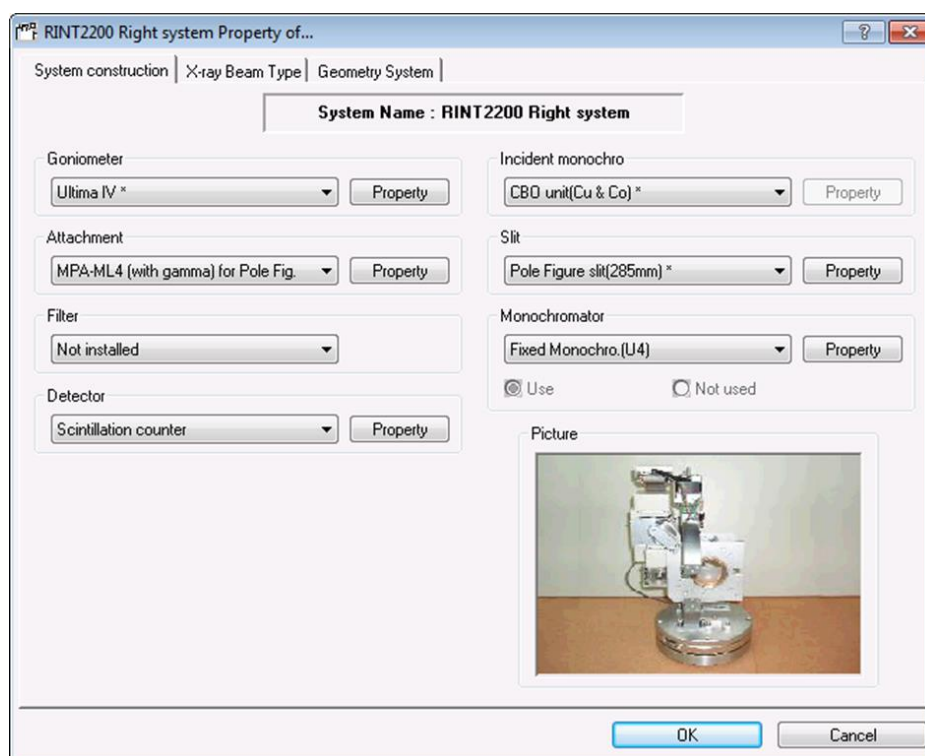 RINT2200 Right system Property of...
System construction
X-ray Beam Type
Geometry System
System Name : RINT2200 Right system
Goniometer
Ultima IV *
Property
Incident monochro
CBO unit(Cu & Co) *
Property
Attachment
MPA-ML4 (with gamma) for Pole Fig.
Property
Slit
Pole Figure slit(285mm) *
Property
Filter
Not installed
Monochromator
Fixed Monochro.(U4)
Property
Use
Not used
Detector
Scintillation counter
Property
Picture
OK
Cancel